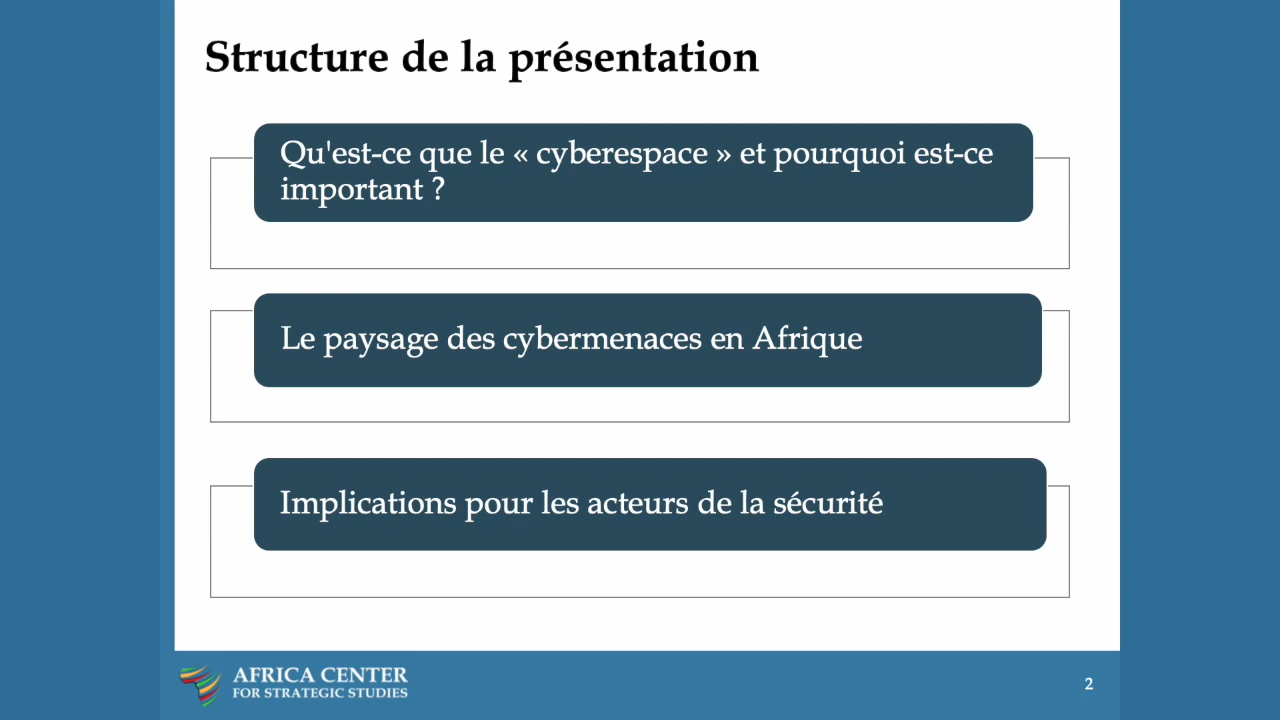 Structure de la présentation
Qu'est-ce que le « cyberespace » et pourquoi est-ce
important ?
Le paysage des cybermenaces en Afrique
Implications pour les acteurs de la sécurité
AFRICA CENTER
FOR STRATEGIC STUDIES
2